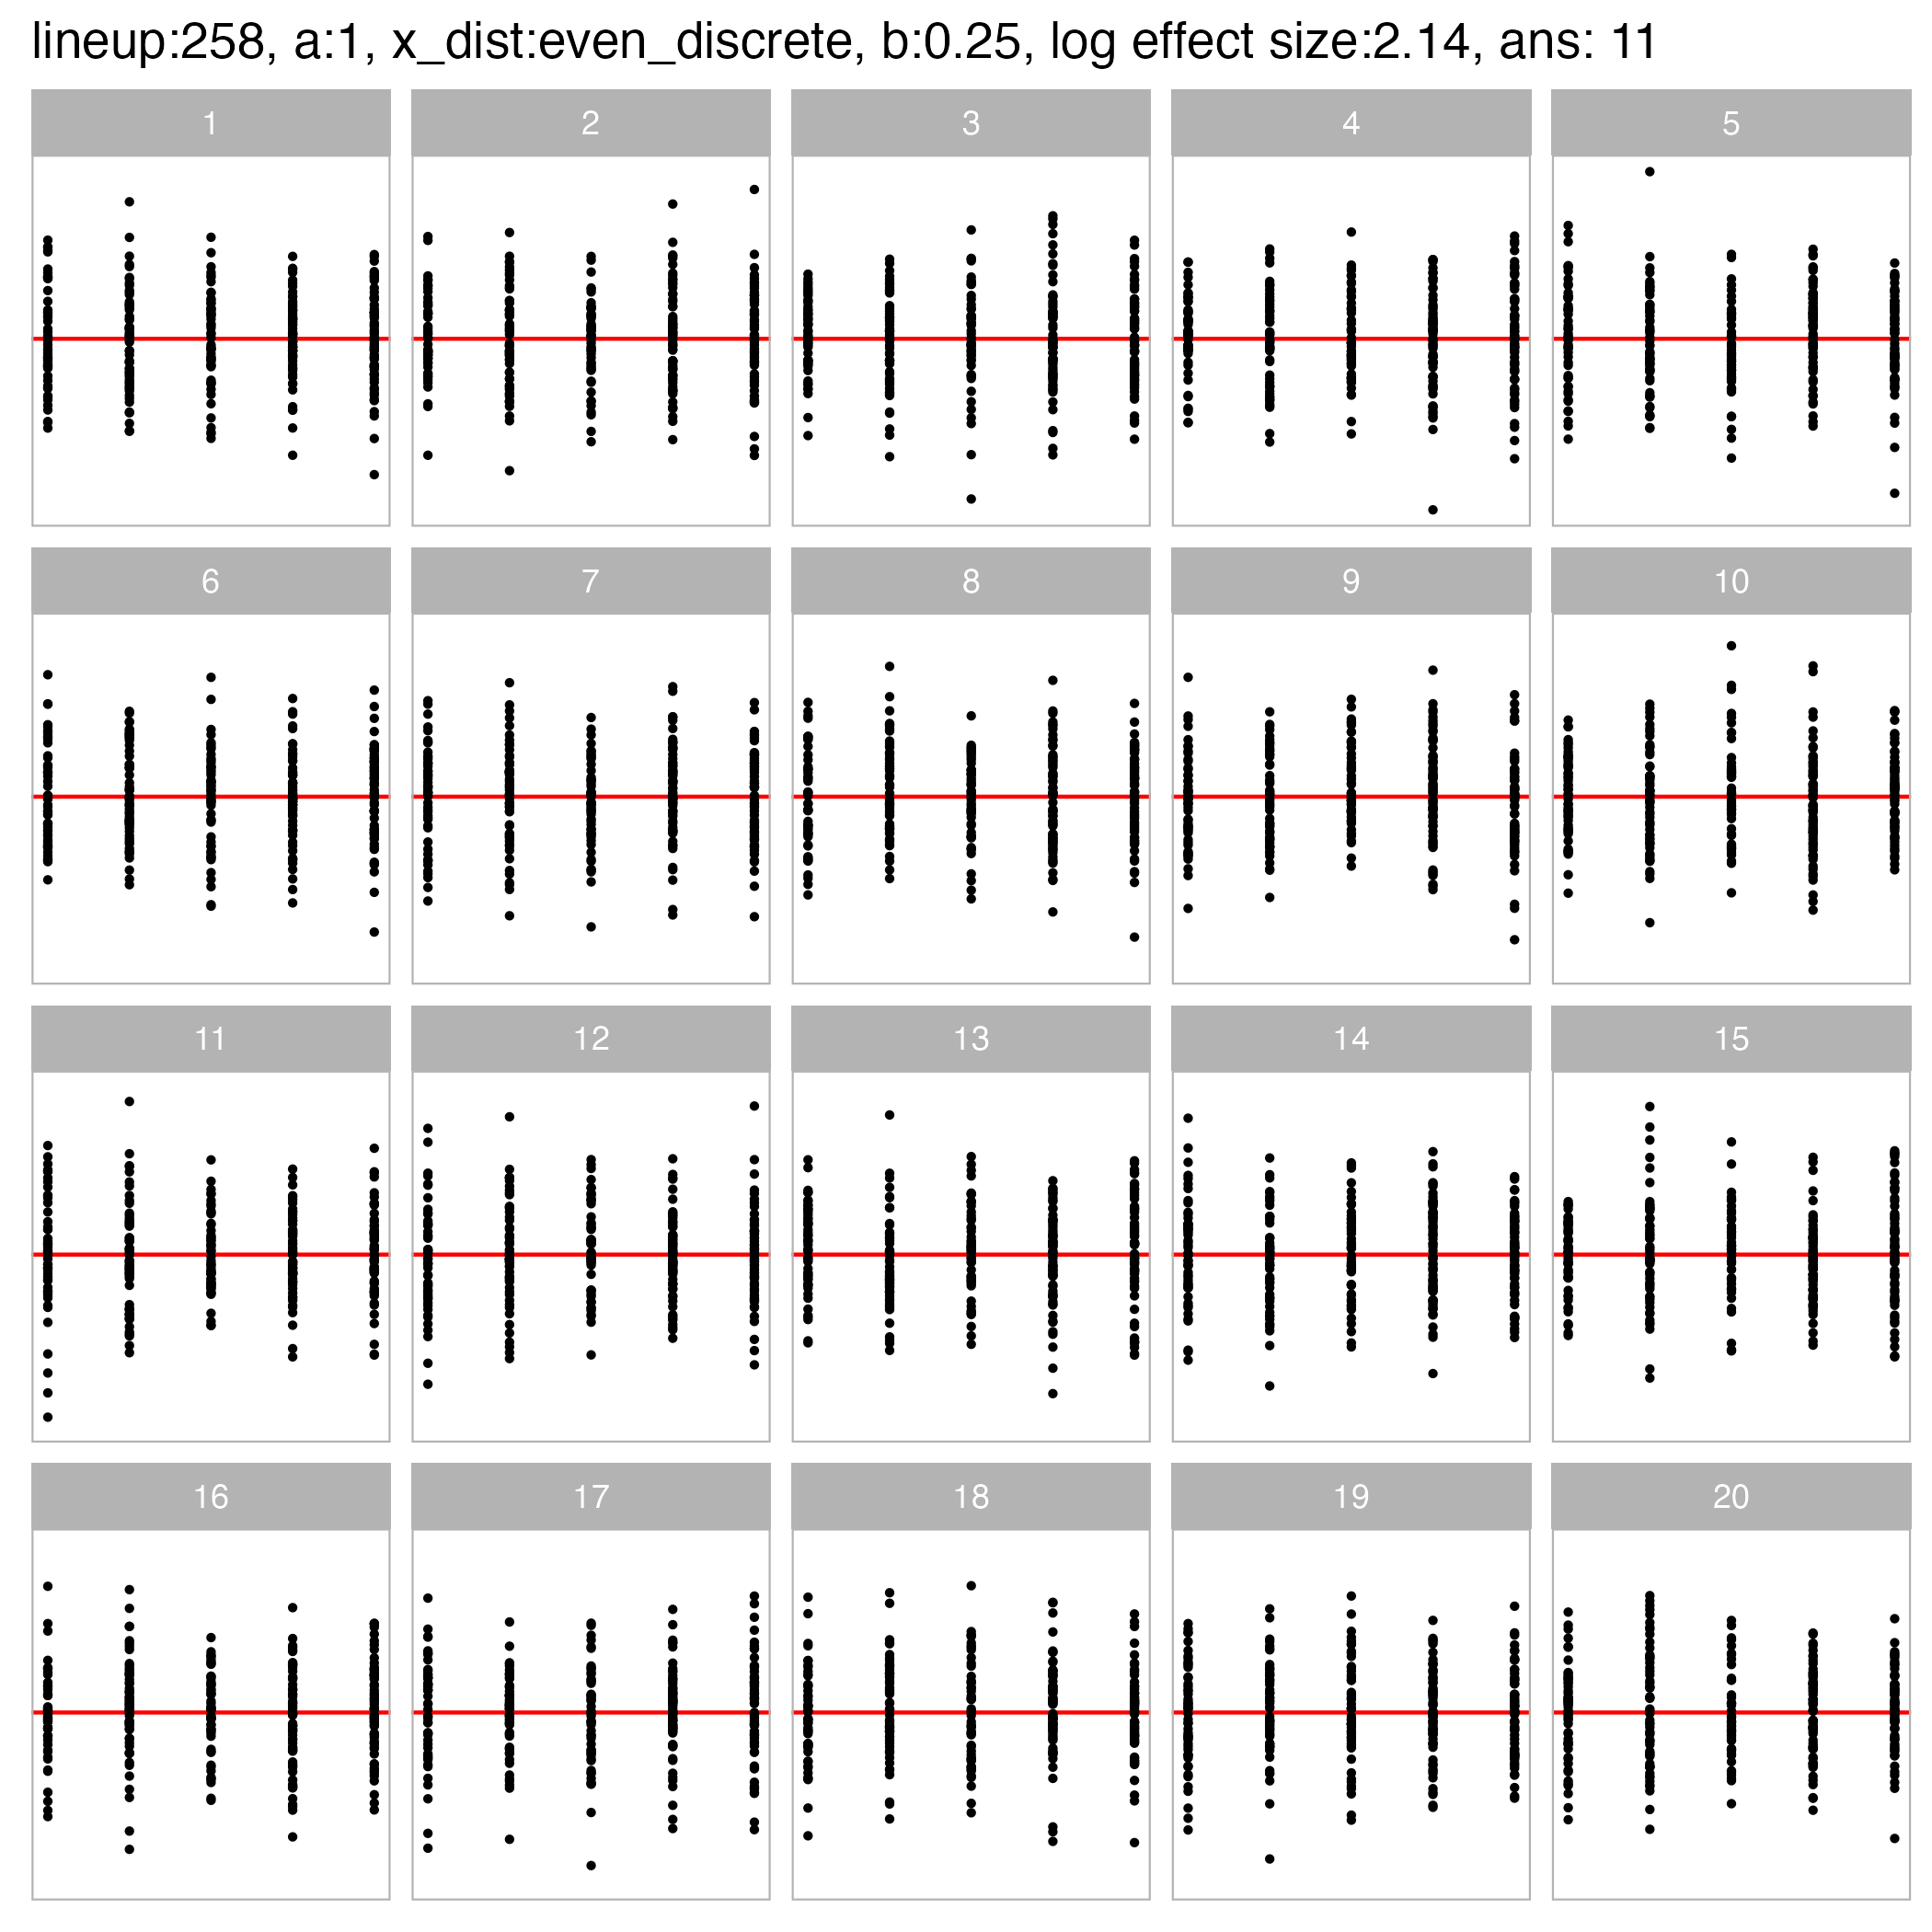 lineup:258, a:1, x_dist:even_discrete, b:0.25, log effect size:2.14, ans: 11
1 2 3 4 5
6 7 8 9 10
11 12 13 14 15
16 17 18 19 20